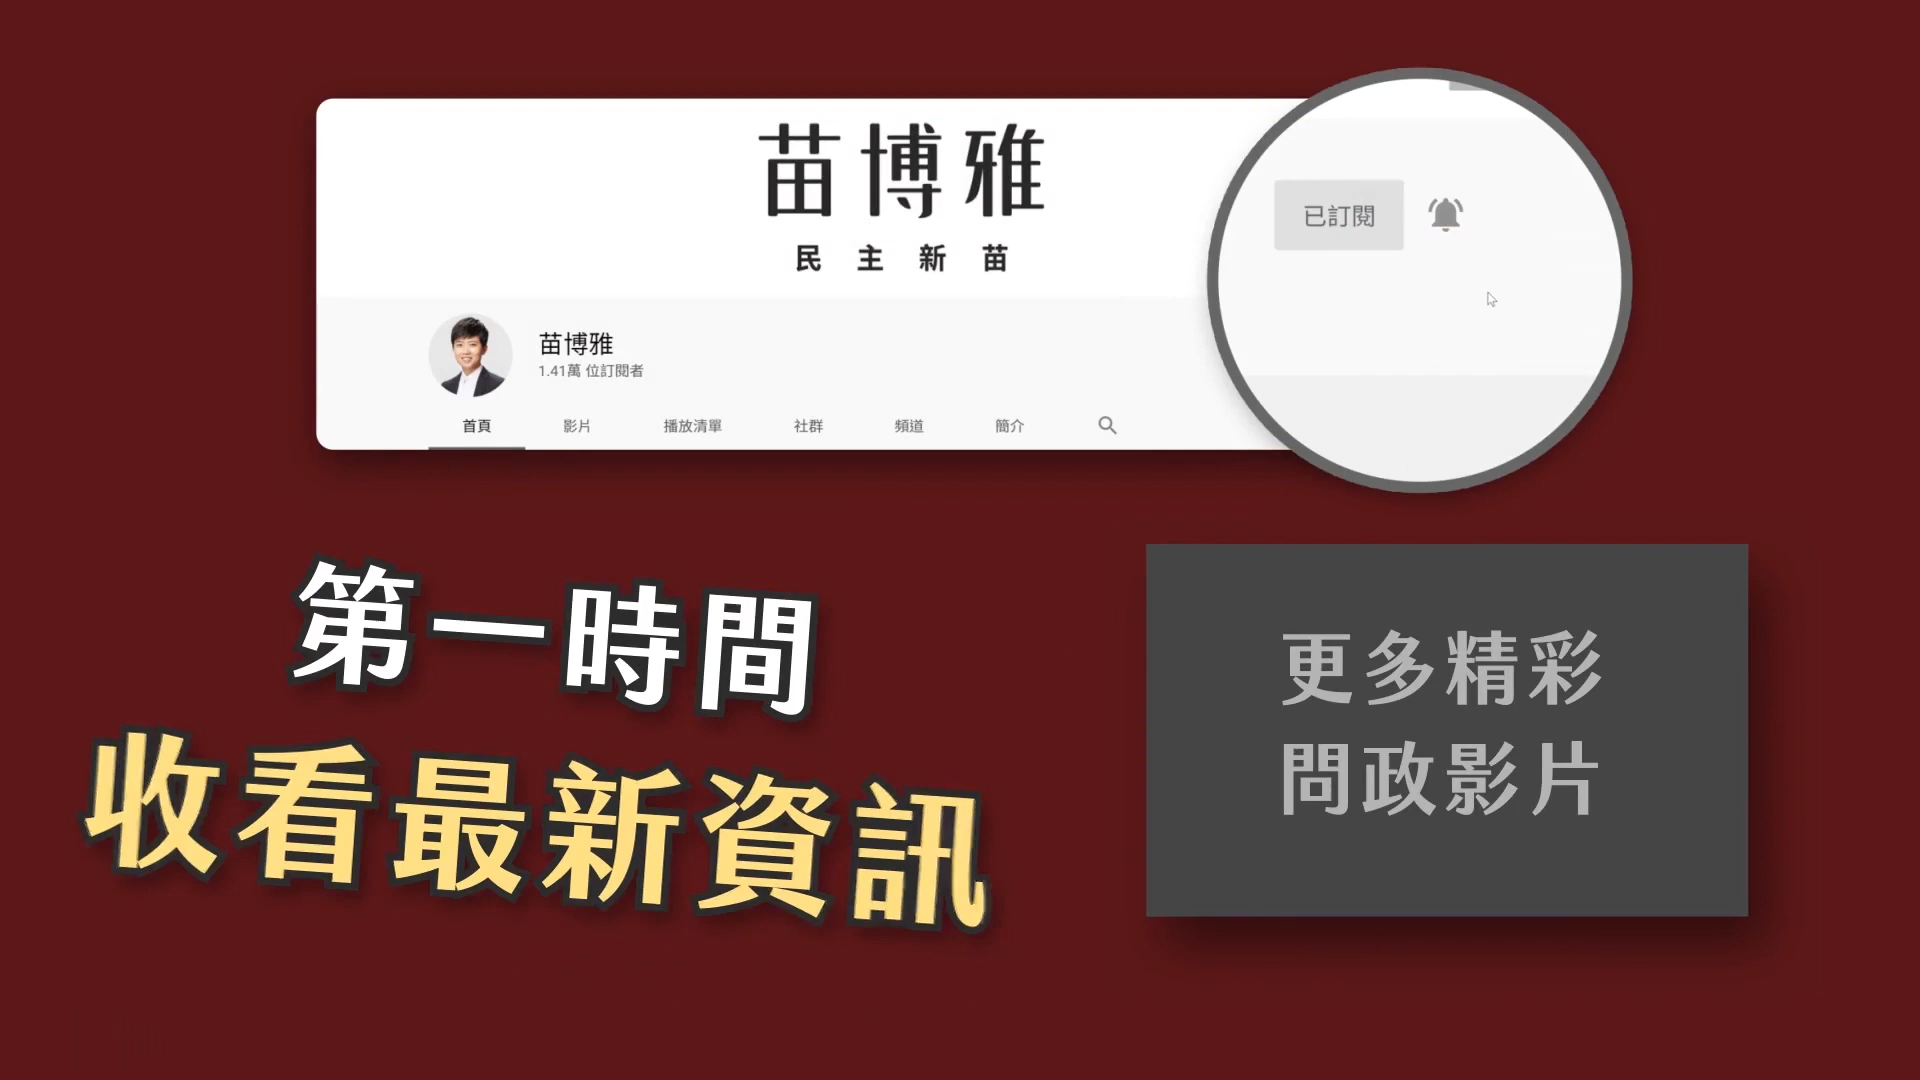 苗博雅
民主新苗
已訂閱
苗博雅
1.41萬 位訂閱者
首頁 影片 播放清單 社群 頻道 簡介
第一時間
收看最新資訊
更多精彩
問政影片